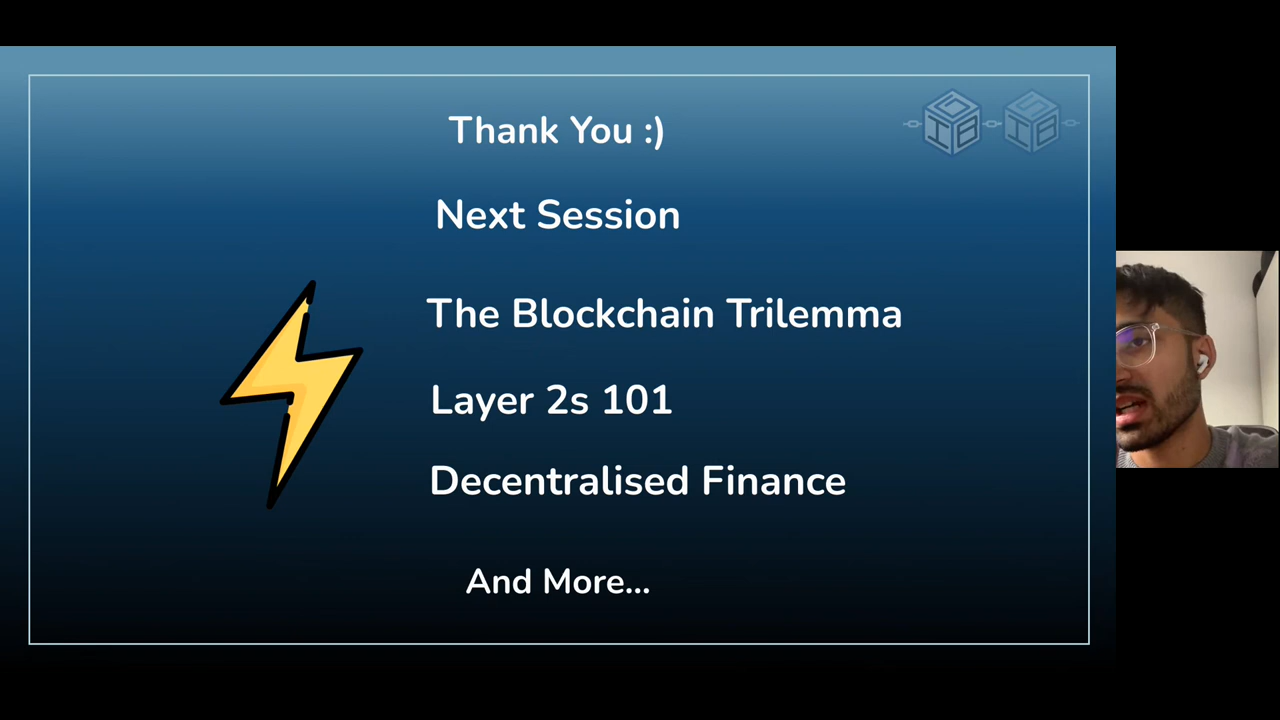 Thank You :)
Next Session
The Blockchain Trilemma
Layer 2s 101
Decentralised Finance
And More...